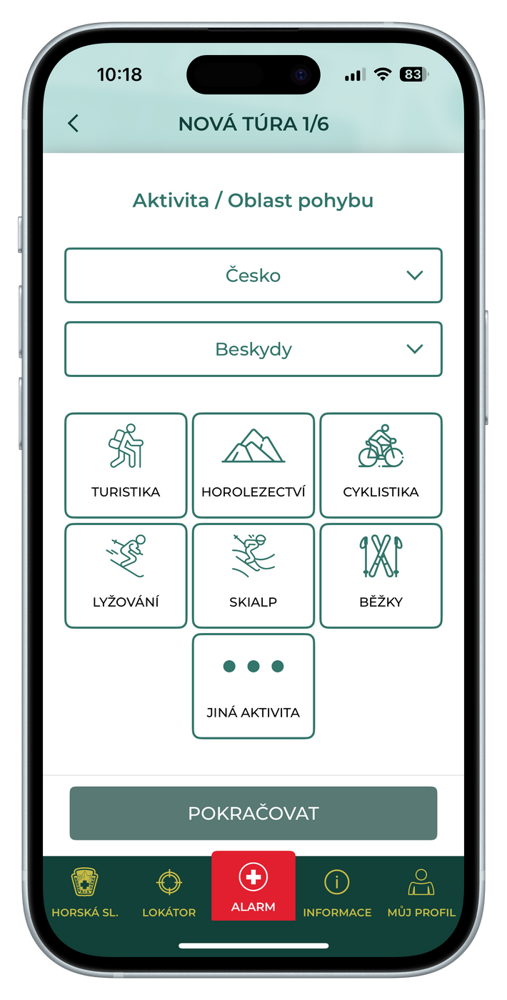 10:18
83
NOVÁ TÚRA 1/6
Aktivita / Oblast pohybu
Česko
Beskydy
TURISTIKA
HOROLEZECTVÍ
CYKLISTIKA
LYŽOVÁNÍ
SKIALP
BĚŽKY
JINÁ AKTIVITA
POKRAČOVAT
HORSKÁ SL.
LOKÁTOR
ALARM
INFORMACE
MŮJ PROFIL